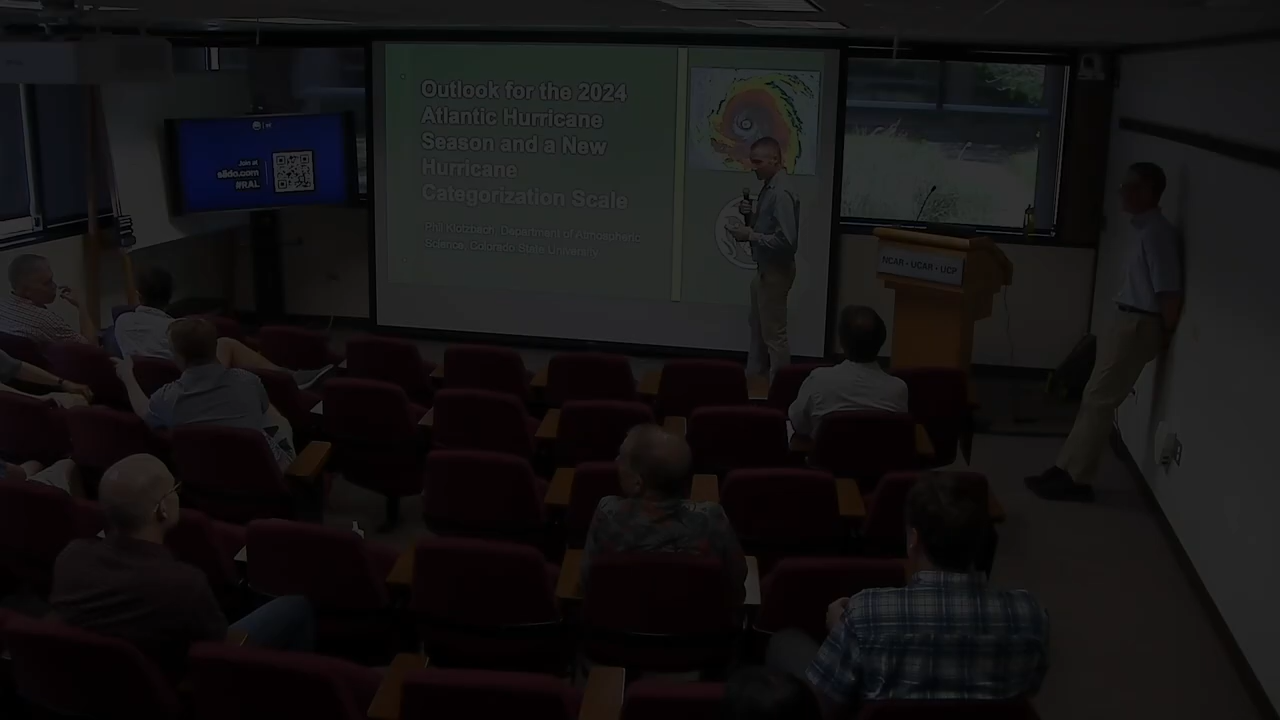 Outlook for the 2024
Atlantic Hurricane
Season and a New
Hurricane
Categorization Scale
Phil Klotzbach, Department of Atmospheric
Science, Colorado State University
Join at
slido.com
#RAL
NCAR • UCAR • UCP